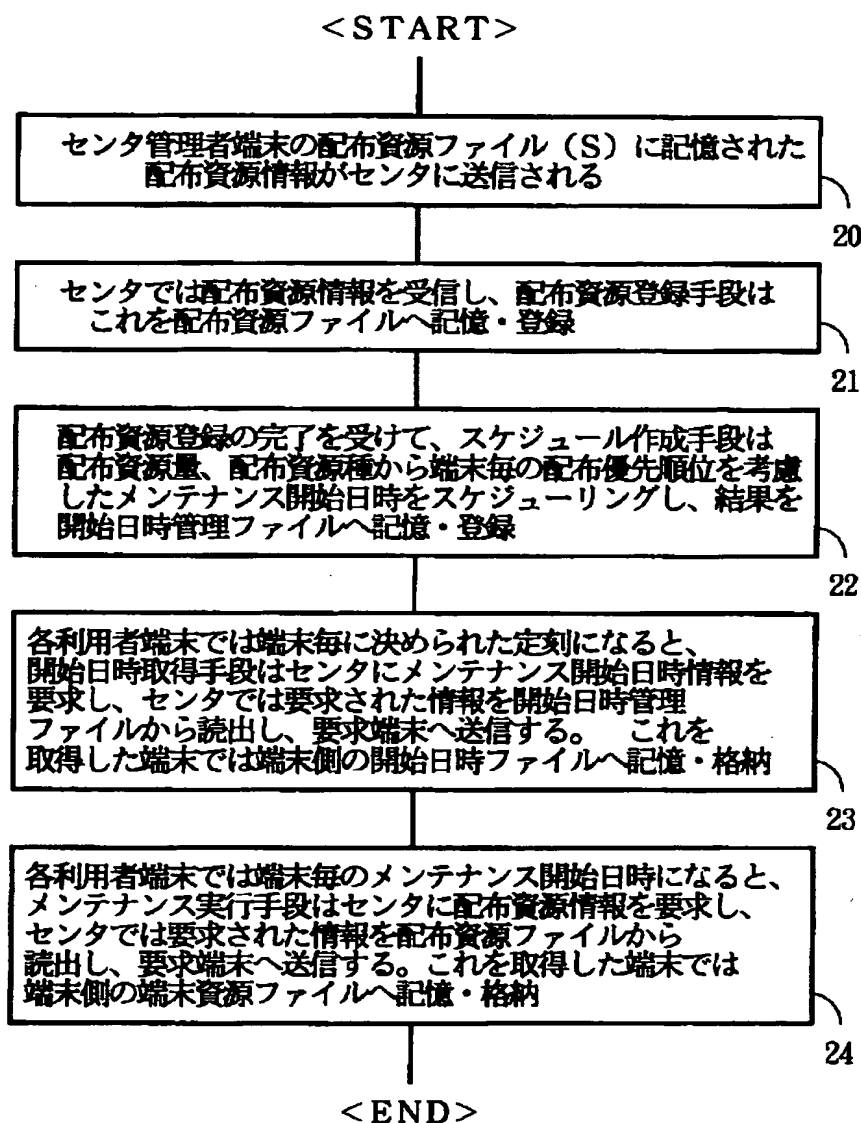 <START>
センタ管理者端末の配布資源ファイル（S）に記憶された
配布資源情報がセンタに送信される
20
センタでは配布資源情報を受信し、配布資源登録手段は
これを配布資源ファイルへ記憶・登録
21
配布資源登録の完了を受けて、スケジュール作成手段は
配布資源量、配布資源種から端末毎の配布優先順位を考慮
したメンテナンス開始日時をスケジューリングし、結果を
開始日時管理ファイルへ記憶・登録
22
各利用者端末では端末毎に決められた定刻になると、
開始日時取得手段はセンタにメンテナンス開始日時情報を
要求し、センタでは要求された情報を開始日時管理
ファイルから読出し、要求端末へ送信する。　これを
取得した端末では端末側の開始日時ファイルへ記憶・格納
23
各利用者端末では端末毎のメンテナンス開始日時になると、
メンテナンス実行手段はセンタに配布資源情報を要求し、
センタでは要求された情報を配布資源ファイルから
読出し、要求端末へ送信する。これを取得した端末では
端末側の端末資源ファイルへ記憶・格納
24
<END>